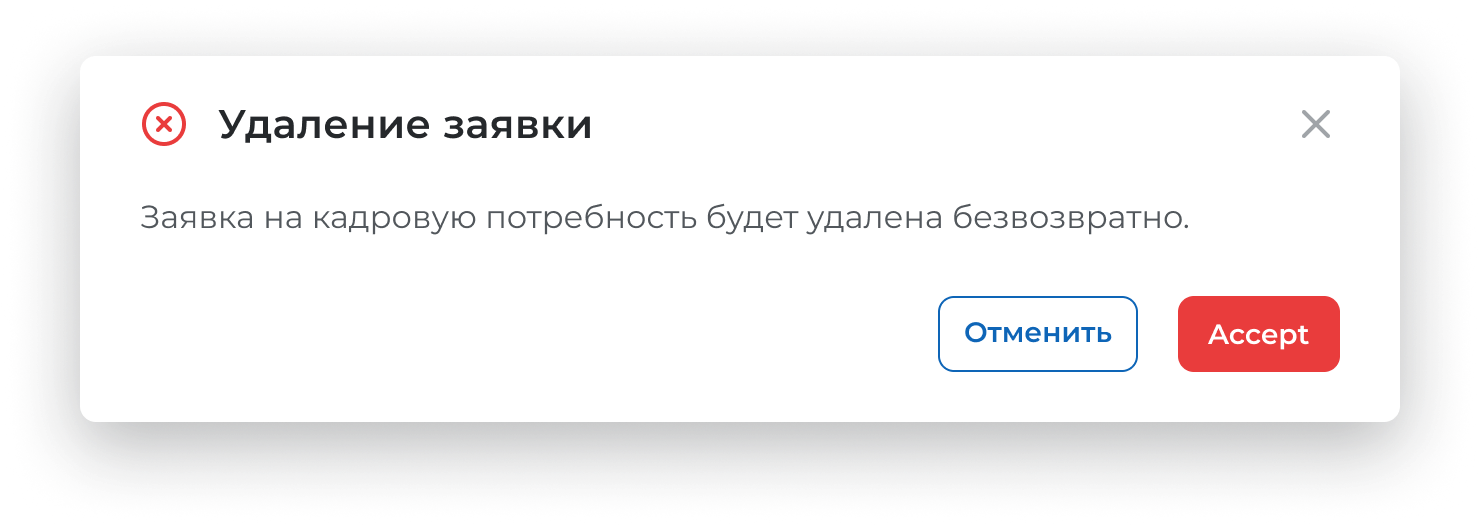 Удаление заявки
Заявка на кадровую потребность будет удалена безвозвратно.
Отменить
Accept